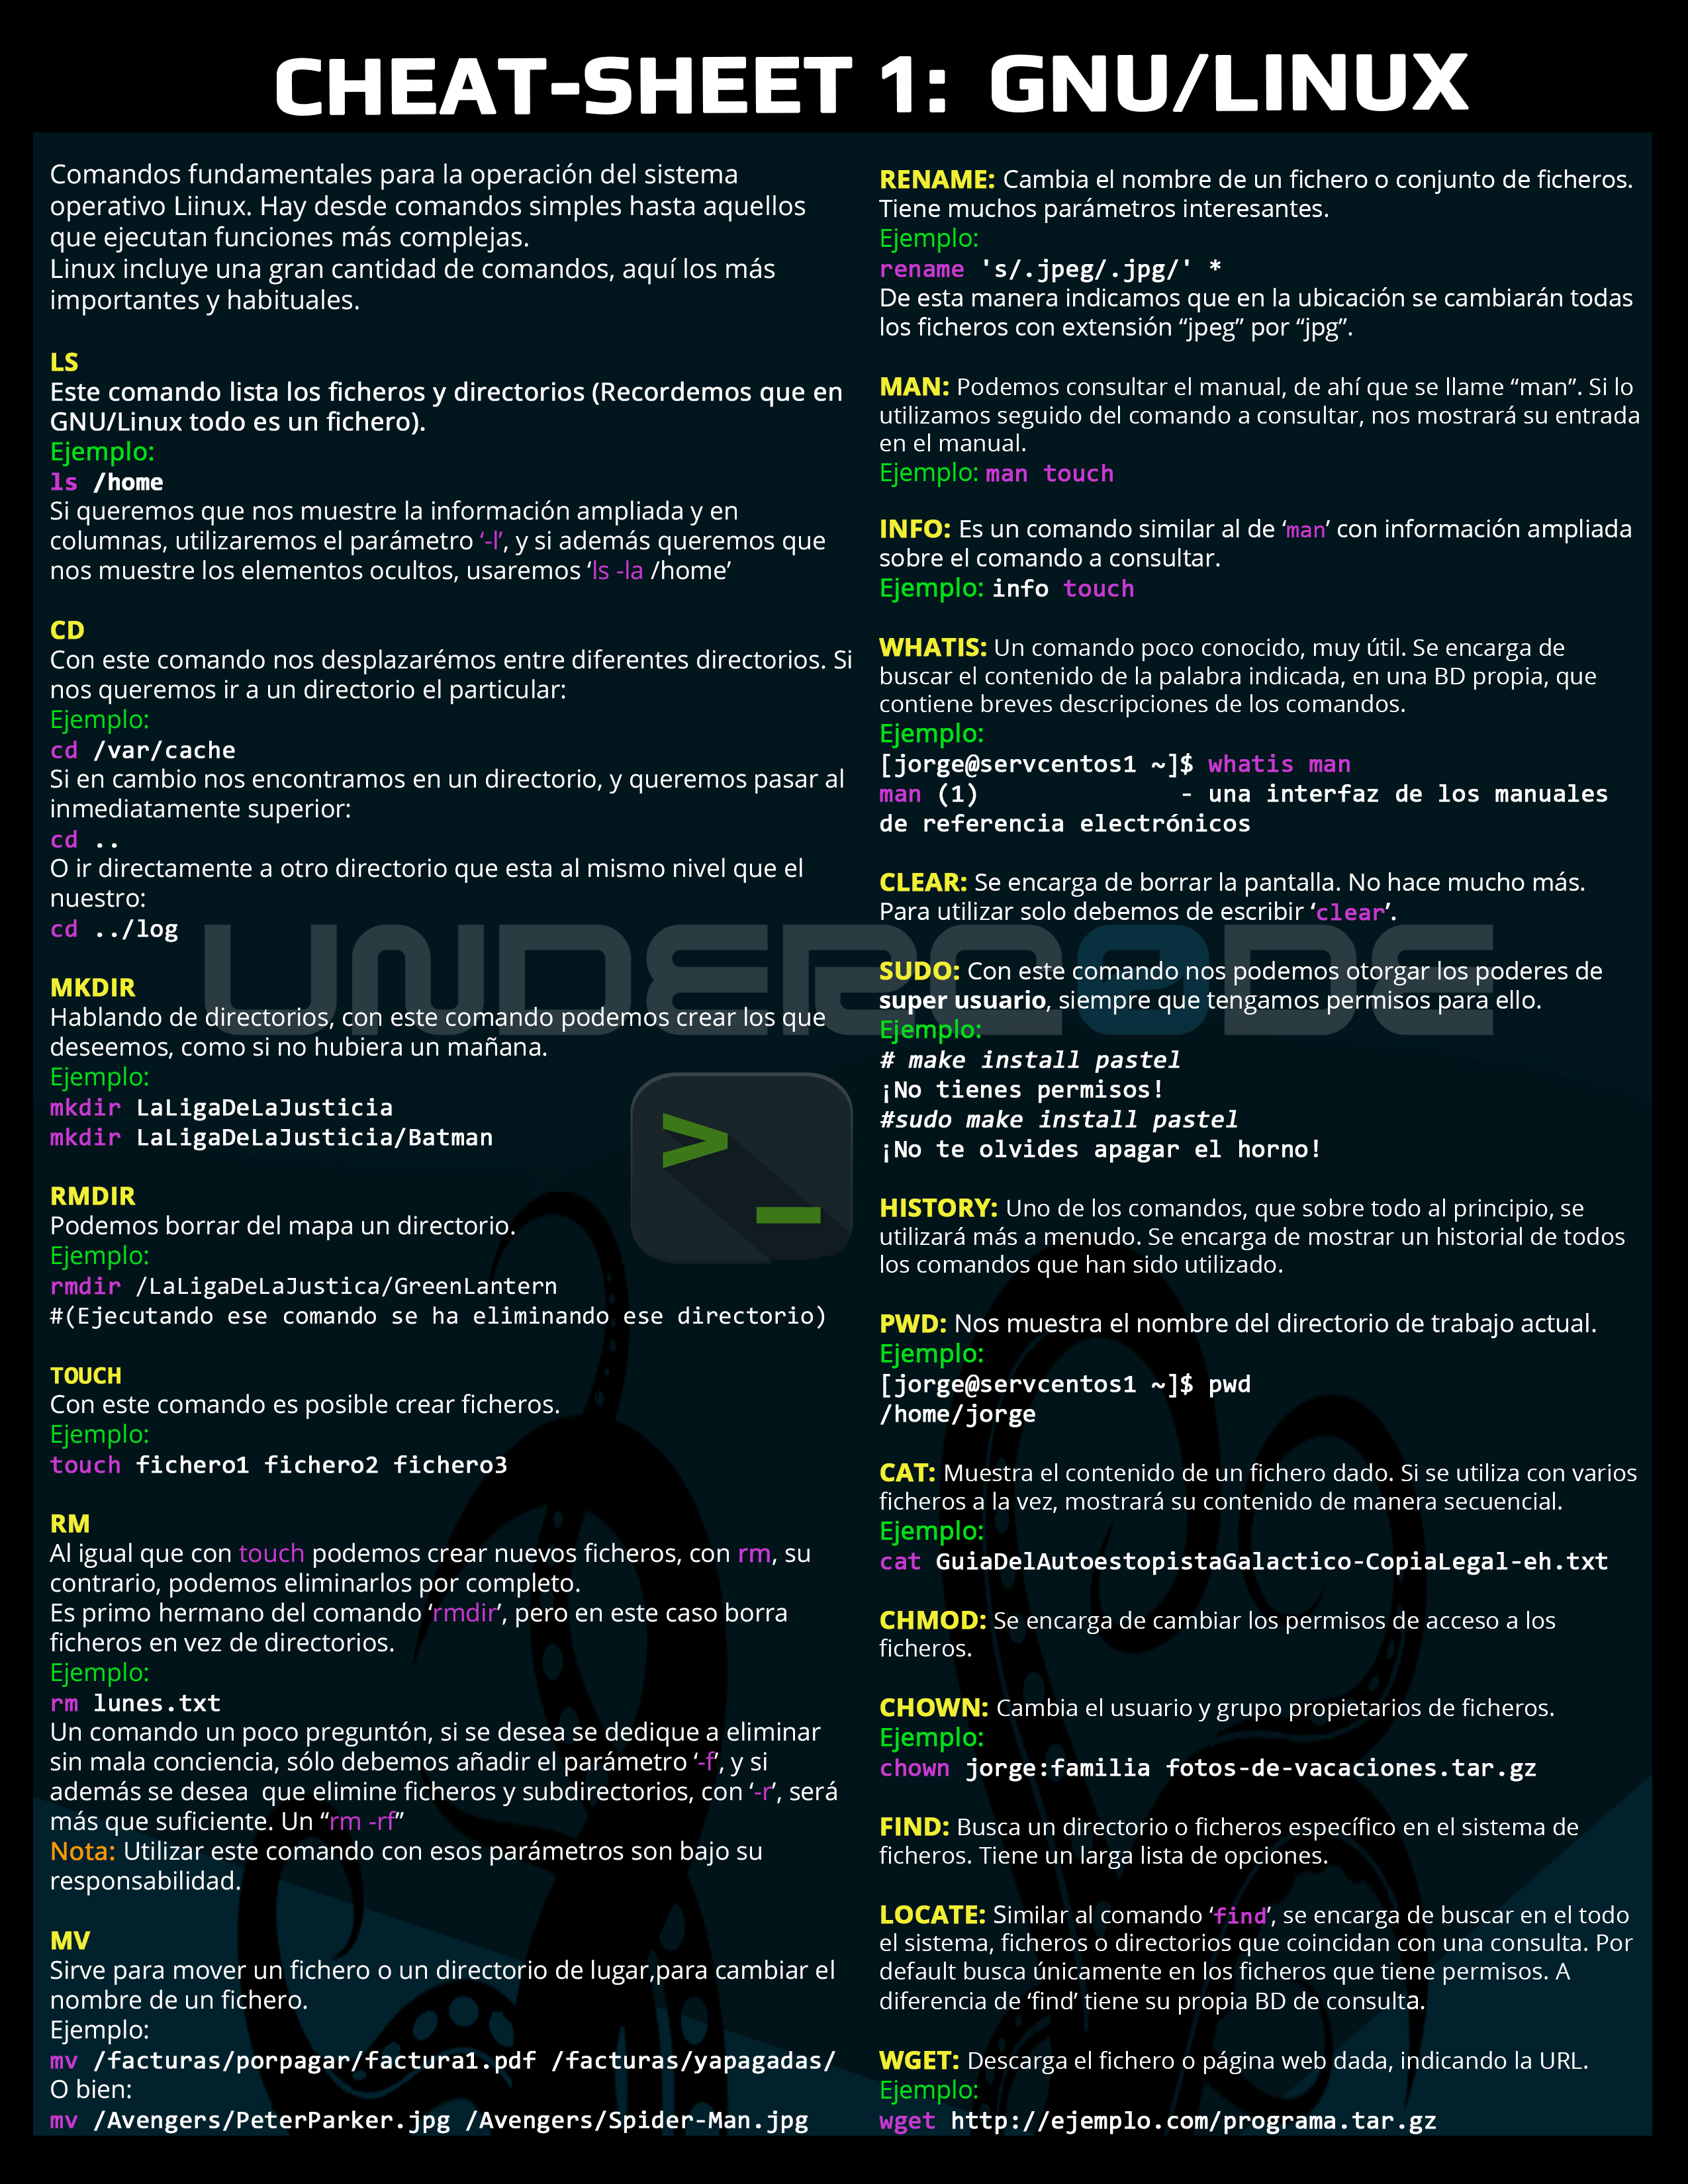 CHEAT-SHEET 1: GNU/LINUX
Comandos fundamentales para la operación del sistema
operativo Liinux. Hay desde comandos simples hasta aquellos
que ejecutan funciones más complejas.
Linux incluye una gran cantidad de comandos, aquí los más
importantes y habituales.
LS
Este comando lista los ficheros y directorios (Recordemos que en
GNU/Linux todo es un fichero).
Ejemplo:
ls /home
Si queremos que nos muestre la información ampliada y en
columnas, utilizaremos el parámetro ‘-l’, y si además queremos que
nos muestre los elementos ocultos, usaremos ‘ls -la /home’
CD
Con este comando nos desplazarémos entre diferentes directorios. Si
nos queremos ir a un directorio el particular:
Ejemplo:
cd /var/cache
Si en cambio nos encontramos en un directorio, y queremos pasar al
inmediatamente superior:
cd ..
O ir directamente a otro directorio que esta al mismo nivel que el
nuestro:
cd ../log
MKDIR
Hablando de directorios, con este comando podemos crear los que
deseemos, como si no hubiera un mañana.
Ejemplo:
mkdir LaLigaDeLaJusticia
mkdir LaLigaDeLaJusticia/Batman
RMDIR
Podemos borrar del mapa un directorio.
Ejemplo:
rmdir /LaLigaDeLaJustica/GreenLantern
#(Ejecutando ese comando se ha eliminando ese directorio)
TOUCH
Con este comando es posible crear ficheros.
Ejemplo:
touch fichero1 fichero2 fichero3
RM
Al igual que con touch podemos crear nuevos ficheros, con rm, su
contrario, podemos eliminarlos por completo.
Es primo hermano del comando ‘rmdir’, pero en este caso borra
ficheros en vez de directorios.
Ejemplo:
rm lunes.txt
Un comando un poco preguntón, si se desea se dedique a eliminar
sin mala conciencia, sólo debemos añadir el parámetro ‘-f’, y si
además se desea  que elimine ficheros y subdirectorios, con ‘-r’, será
más que suficiente. Un “rm -rf”
Nota: Utilizar este comando con esos parámetros son bajo su
responsabilidad.
MV
Sirve para mover un fichero o un directorio de lugar,para cambiar el
nombre de un fichero.
Ejemplo:
mv /facturas/porpagar/factura1.pdf /facturas/yapagadas/
O bien:
mv /Avengers/PeterParker.jpg /Avengers/Spider-Man.jpg
RENAME: Cambia el nombre de un fichero o conjunto de ficheros.
Tiene muchos parámetros interesantes.
Ejemplo:
rename 's/.jpeg/.jpg/' *
De esta manera indicamos que en la ubicación se cambiarán todas
los ficheros con extensión “jpeg” por “jpg”.
MAN: Podemos consultar el manual, de ahí que se llame “man”. Si lo
utilizamos seguido del comando a consultar, nos mostrará su entrada
en el manual.
Ejemplo: man touch
INFO: Es un comando similar al de ‘man’ con información ampliada
sobre el comando a consultar.
Ejemplo: info touch
WHATIS: Un comando poco conocido, muy útil. Se encarga de
buscar el contenido de la palabra indicada, en una BD propia, que
contiene breves descripciones de los comandos.
Ejemplo:
[jorge@servcentos1 ~]$ whatis man
man (1)              - una interfaz de los manuales
de referencia electrónicos
CLEAR: Se encarga de borrar la pantalla. No hace mucho más.
Para utilizar solo debemos de escribir ‘clear’.
SUDO: Con este comando nos podemos otorgar los poderes de
super usuario, siempre que tengamos permisos para ello.
Ejemplo:
# make install pastel
¡No tienes permisos!
#sudo make install pastel
¡No te olvides apagar el horno!
HISTORY: Uno de los comandos, que sobre todo al principio, se
utilizará más a menudo. Se encarga de mostrar un historial de todos
los comandos que han sido utilizado.
PWD: Nos muestra el nombre del directorio de trabajo actual.
Ejemplo:
[jorge@servcentos1 ~]$ pwd
/home/jorge
CAT: Muestra el contenido de un fichero dado. Si se utiliza con varios
ficheros a la vez, mostrará su contenido de manera secuencial.
Ejemplo:
cat GuiaDelAutoestopistaGalactico-CopiaLegal-eh.txt
CHMOD: Se encarga de cambiar los permisos de acceso a los
ficheros.
CHOWN: Cambia el usuario y grupo propietarios de ficheros.
Ejemplo:
chown jorge:familia fotos-de-vacaciones.tar.gz
FIND: Busca un directorio o ficheros específico en el sistema de
ficheros. Tiene un larga lista de opciones.
LOCATE: Similar al comando ‘find’, se encarga de buscar en el todo
el sistema, ficheros o directorios que coincidan con una consulta. Por
default busca únicamente en los ficheros que tiene permisos. A
diferencia de ‘find’ tiene su propia BD de consulta.
WGET: Descarga el fichero o página web dada, indicando la URL.
Ejemplo:
wget http://ejemplo.com/programa.tar.gz
UNDERCODE
>_